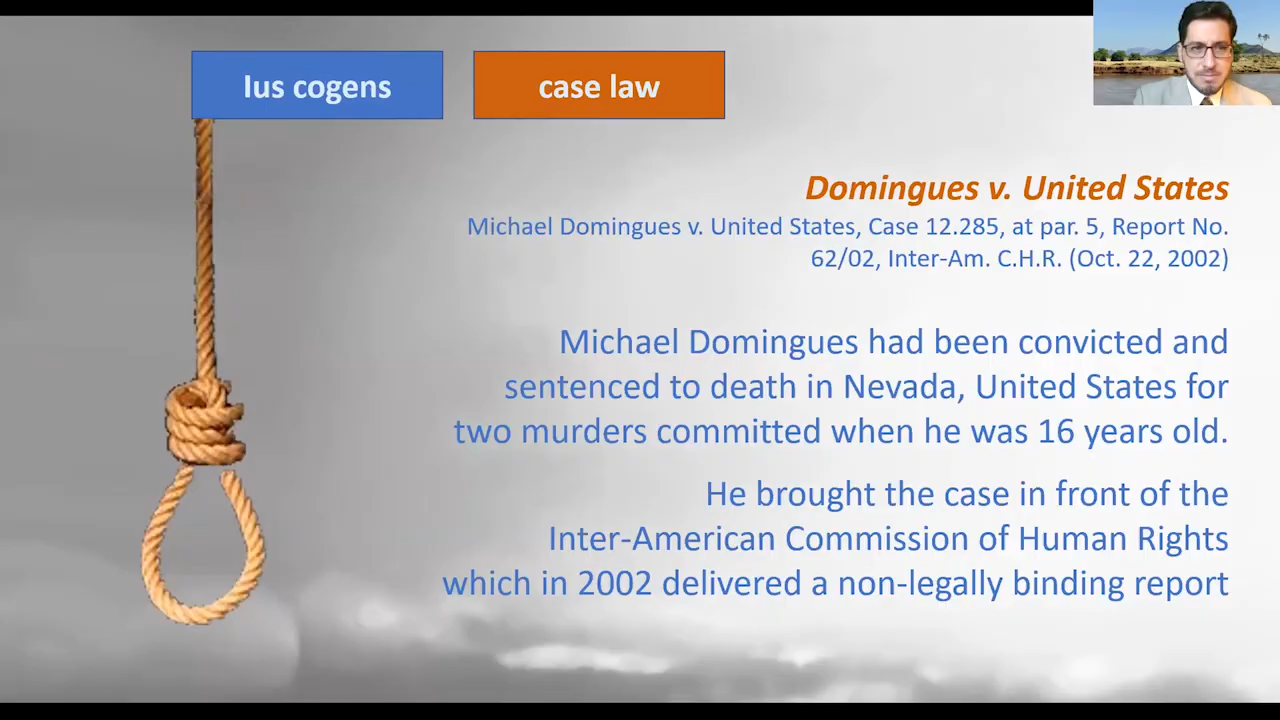 Ius cogens
case law
Domingues v. United States
Michael Domingues v. United States, Case 12.285, at par. 5, Report No.
62/02, Inter-Am. C.H.R. (Oct. 22, 2002)
Michael Domingues had been convicted and
sentenced to death in Nevada, United States for
two murders committed when he was 16 years old.
He brought the case in front of the
Inter-American Commission of Human Rights
which in 2002 delivered a non-legally binding report